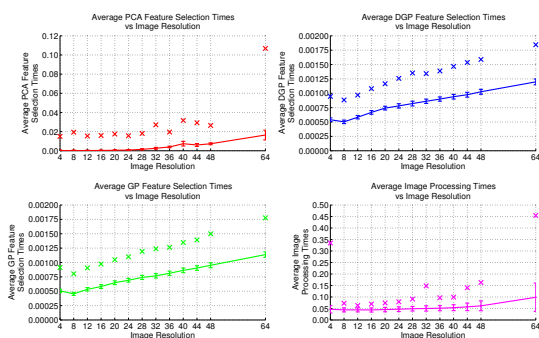 Average PCA Feature Selection Times
vs Image Resolution
0.12
0.10
0.08
0.06
0.04
0.02
0.00
Average PCA Feature
Selection Times
4 8 12 16 20 24 28 32 36 40 44 48 64
Image Resolution
Average DGP Feature Selection Times
vs Image Resolution
0.00200
0.00175
0.00150
0.00125
0.00100
0.00075
0.00050
0.00025
0.00000
Average DGP Feature
Selection Times
4 8 12 16 20 24 28 32 36 40 44 48 64
Image Resolution
Average GP Feature Selection Times
vs Image Resolution
0.00200
0.00175
0.00150
0.00125
0.00100
0.00075
0.00050
0.00025
0.00000
Average GP Feature
Selection Times
4 8 12 16 20 24 28 32 36 40 44 48 64
Image Resolution
Average Image Processing Times
vs Image Resolution
0.50
0.45
0.40
0.35
0.30
0.25
0.20
0.15
0.10
0.05
0.00
Average Image
Processing Times
4 8 12 16 20 24 28 32 36 40 44 48 64
Image Resolution